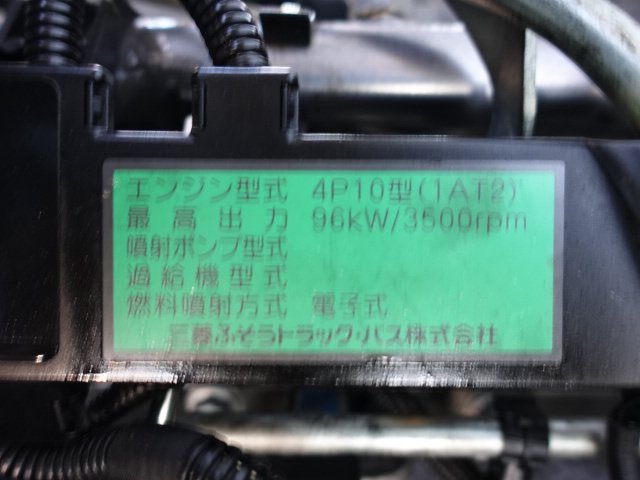 エンジン型式 4P10型(1AT2)
最高出力 96kW/3500rpm
噴射ポンプ型式
過給機型式
燃料噴射方式 電子式
三菱ふそうトラック・バス株式会社